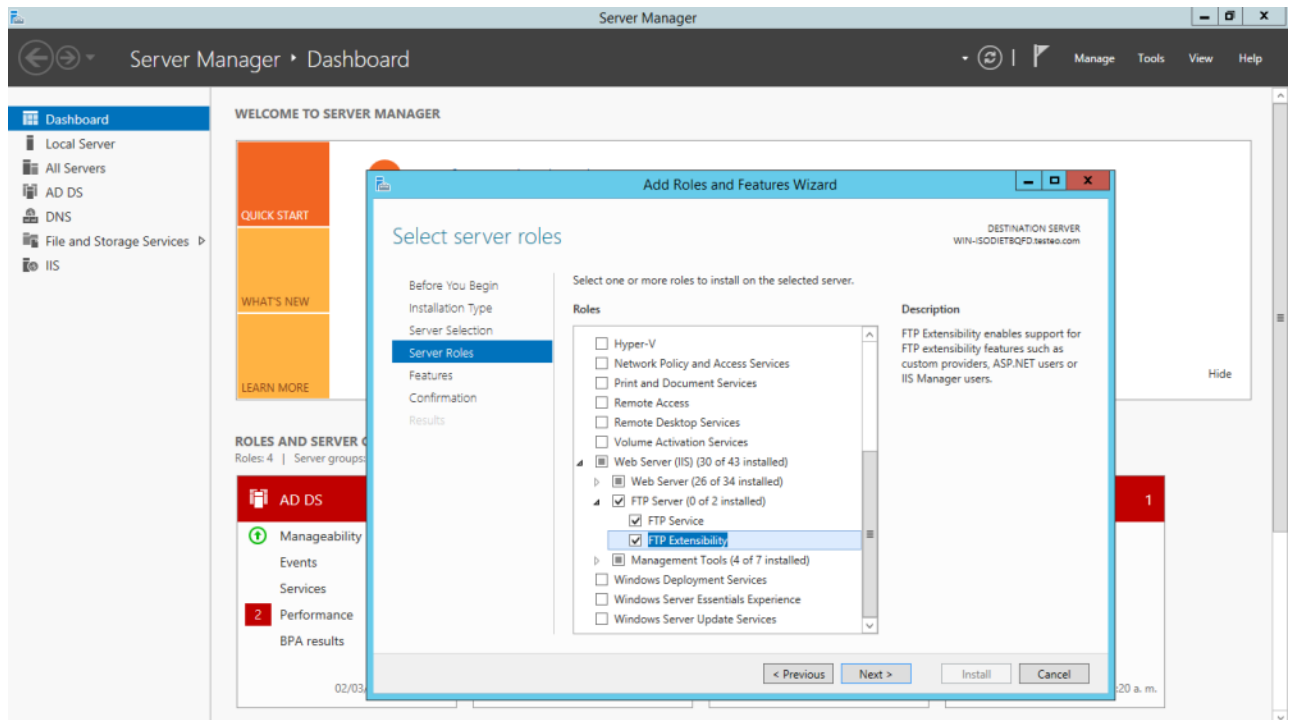 Server Manager
Server Manager • Dashboard
Manage Tools View Help
Dashboard
Local Server
All Servers
AD DS
DNS
File and Storage Services
IIS
WELCOME TO SERVER MANAGER
QUICK START
WHAT'S NEW
LEARN MORE
Hide
ROLES AND SERVER
Roles: 4 | Server groups:
AD DS
Manageability
Events
Services
2 Performance
BPA results
02/03/
1
:20 a. m.
Add Roles and Features Wizard
Select server roles
DESTINATION SERVER
Before You Begin
Installation Type
Server Selection
Server Roles
Features
Confirmation
Results
Select one or more roles to install on the selected server.
Roles
Hyper-V
Network Policy and Access Services
Print and Document Services
Remote Access
Remote Desktop Services
Volume Activation Services
Web Server (IIS) (30 of 43 installed)
Web Server (26 of 34 installed)
FTP Server (0 of 2 installed)
FTP Service
FTP Extensibility
Management Tools (4 of 7 installed)
Windows Deployment Services
Windows Server Essentials Experience
Windows Server Update Services
Description
FTP Extensibility enables support for
FTP extensibility features such as
custom providers, ASP.NET users or
IIS Manager users.
< Previous
Next >
Install
Cancel